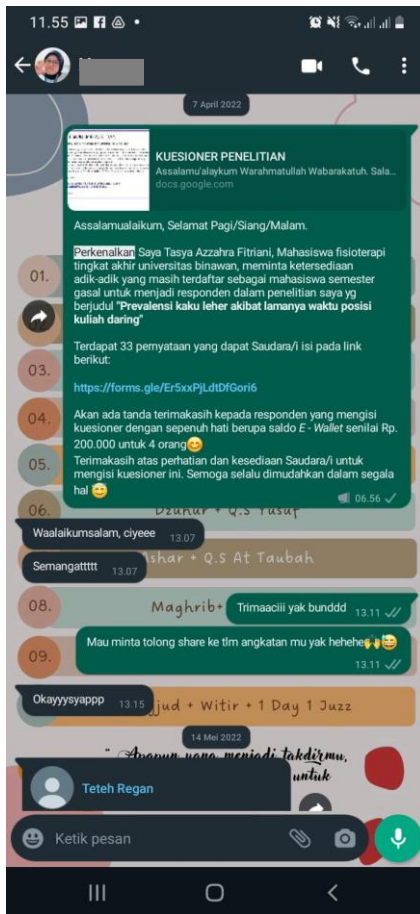 11.55
7 April 2022
KUESIONER PENELITIAN
Assalamu'alaykum Warahmatullah Wabarakatuh. Sala...
docs.google.com
Assalamualaikum, Selamat Pagi/Siang/Malam.
Perkenalkan Saya Tasya Azzahra Fitriani, Mahasiswa fisioterapi
tingkat akhir universitas binawan, meminta ketersediaan
adik-adik yang masih terdaftar sebagai mahasiswa semester
gasal untuk menjadi responden dalam penelitian saya yg
berjudul "Prevalensi kaku leher akibat lamanya waktu posisi
kuliah daring"
01.
Terdapat 33 pernyataan yang dapat Saudara/i isi pada link
berikut:
03.
https://forms.gle/Er5xxPjLdtDfGori6
04.
Akan ada tanda terimakasih kepada responden yang mengisi
kuesioner dengan sepenuh hati berupa saldo E - Wallet senilai Rp.
200.000 untuk 4 orang😊
05.
Terimakasih atas perhatian dan kesediaan Saudara/i untuk
mengisi kuesioner ini. Semoga selalu dimudahkan dalam segala
hal 😇
06.56
06.
Dzuhur + Q.S Yusuf
Waalaikumsalam, ciyeee 13.07
Semangattttt 13.07
Ashar + Q.S At Taubah
08.
Maghrib+
Trimaaciii yak bunddd 13.11
09.
Mau minta tolong share ke tlm angkatan mu yak hehehe🙌😅
13.11
Okayyysyappp 13.15
jud + Witir + 1 Day 1 Juzz
14 Mei 2022
" Apapun yang menjadi takdirmu,
untuk
Teteh Regan
Ketik pesan